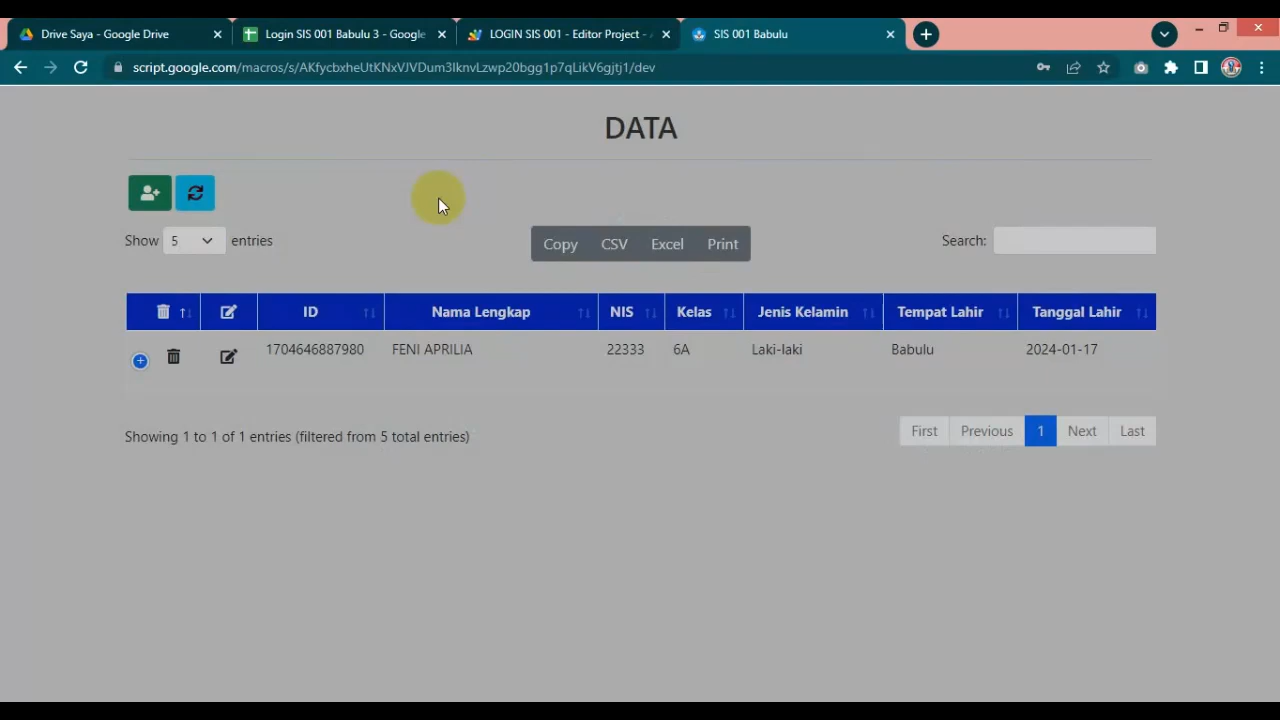 Drive Saya - Google Drive
Login SIS 001 Babulu 3 - Google
LOGIN SIS 001 - Editor Project -
SIS 001 Babulu
script.google.com/macros/s/AKfycbxheUtKNxVJVDum3IknvLzwp20bgg1p7qLikV6gjtj1/dev
DATA
Show 5 entries
Copy CSV Excel Print
Search:
ID Nama Lengkap NIS Kelas Jenis Kelamin Tempat Lahir Tanggal Lahir
1704646887980 FENI APRILIA 22333 6A Laki-laki Babulu 2024-01-17
Showing 1 to 1 of 1 entries (filtered from 5 total entries)
First Previous 1 Next Last